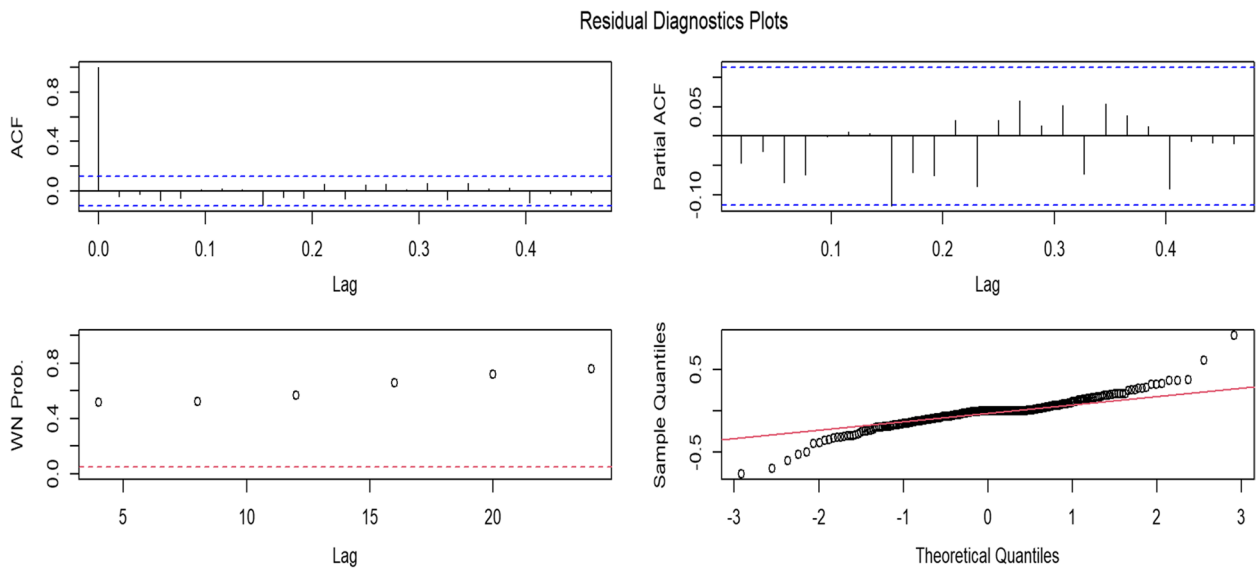 Residual Diagnostics Plots
ACF
0.0 0.4 0.8
0.0 0.1 0.2 0.3 0.4
Lag
Partial ACF
-0.10 0.05
0.1 0.2 0.3 0.4
Lag
WN Prob.
0.0 0.4 0.8
5 10 15 20
Lag
Sample Quantiles
-0.5 0.5
-3 -2 -1 0 1 2 3
Theoretical Quantiles